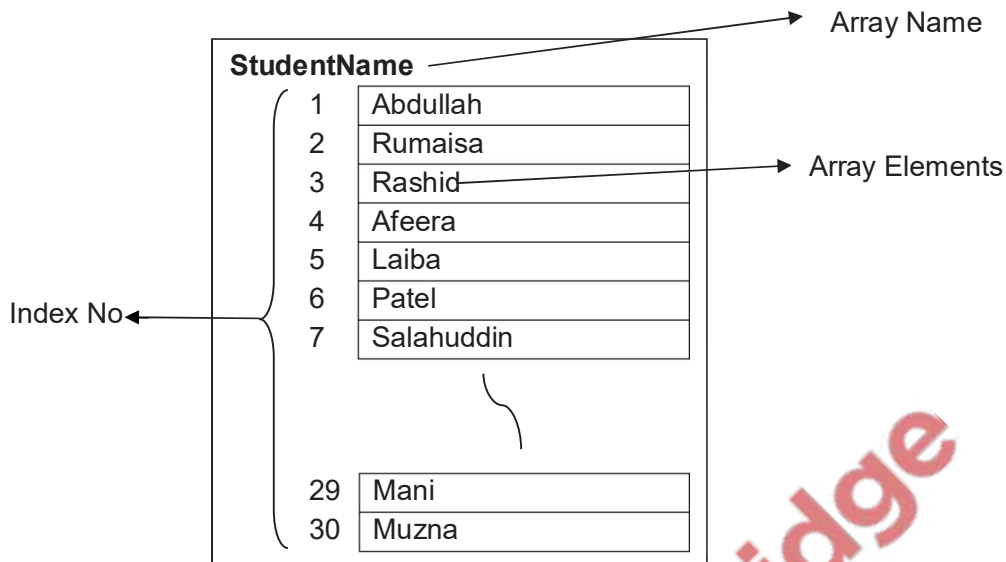 Array Name
StudentName
1 Abdullah
2 Rumaisa
3 Rashid
Array Elements
4 Afeera
5 Laiba
6 Patel
Index No
7 Salahuddin
29 Mani
30 Muzna
idge